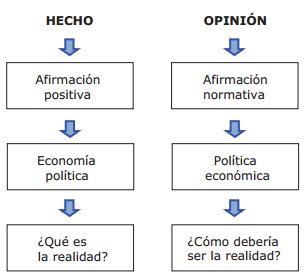 HECHO
OPINIÓN
Afirmación
positiva
Afirmación
normativa
Economía
política
Política
económica
¿Qué es
la realidad?
¿Cómo debería
ser la realidad?